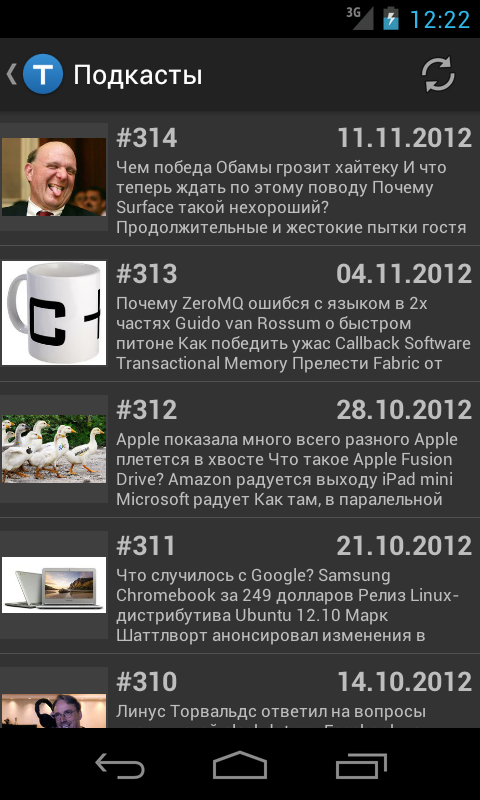 3G 12:22
T Подкасты
#314 11.11.2012
Чем победа Обамы грозит хайтеку И что
теперь ждать по этому поводу Почему
Surface такой нехороший?
Продолжительные и жестокие пытки гостя
#313 04.11.2012
Почему ZeroMQ ошибся с языком в 2х
частях Guido van Rossum о быстром
питоне Как победить ужас Callback Software
Transactional Memory Прелести Fabric от
#312 28.10.2012
Apple показала много всего разного Apple
плетется в хвосте Что такое Apple Fusion
Drive? Amazon радуется выходу iPad mini
Microsoft радует Как там, в паралельной
#311 21.10.2012
Что случилось с Google? Samsung
Chromebook за 249 долларов Релиз Linux-
дистрибутива Ubuntu 12.10 Марк
Шаттлворт анонсировал изменения в
#310 14.10.2012
Линус Торвальдс ответил на вопросы